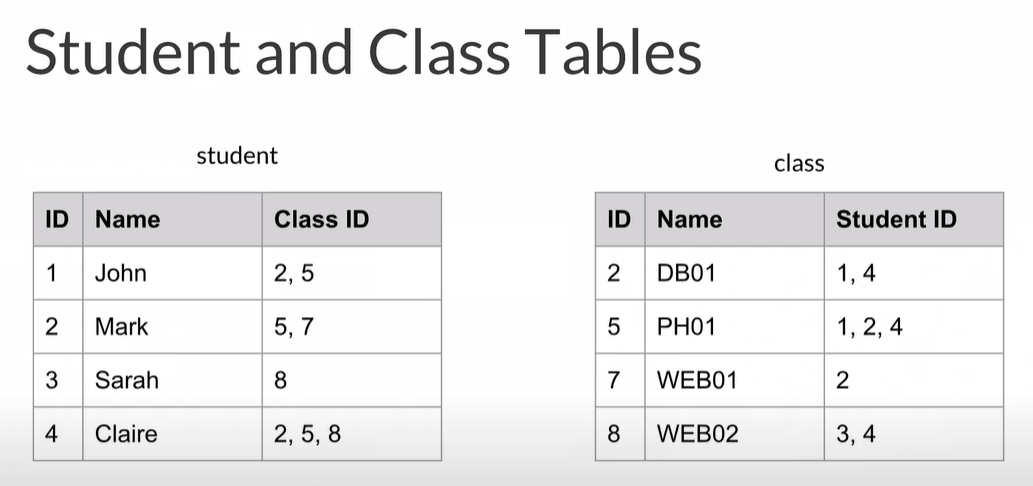 Student and Class Tables
student
ID Name Class ID
1 John 2, 5
2 Mark 5, 7
3 Sarah 8
4 Claire 2, 5, 8
class
ID Name Student ID
2 DB01 1, 4
5 PH01 1, 2, 4
7 WEB01 2
8 WEB02 3, 4